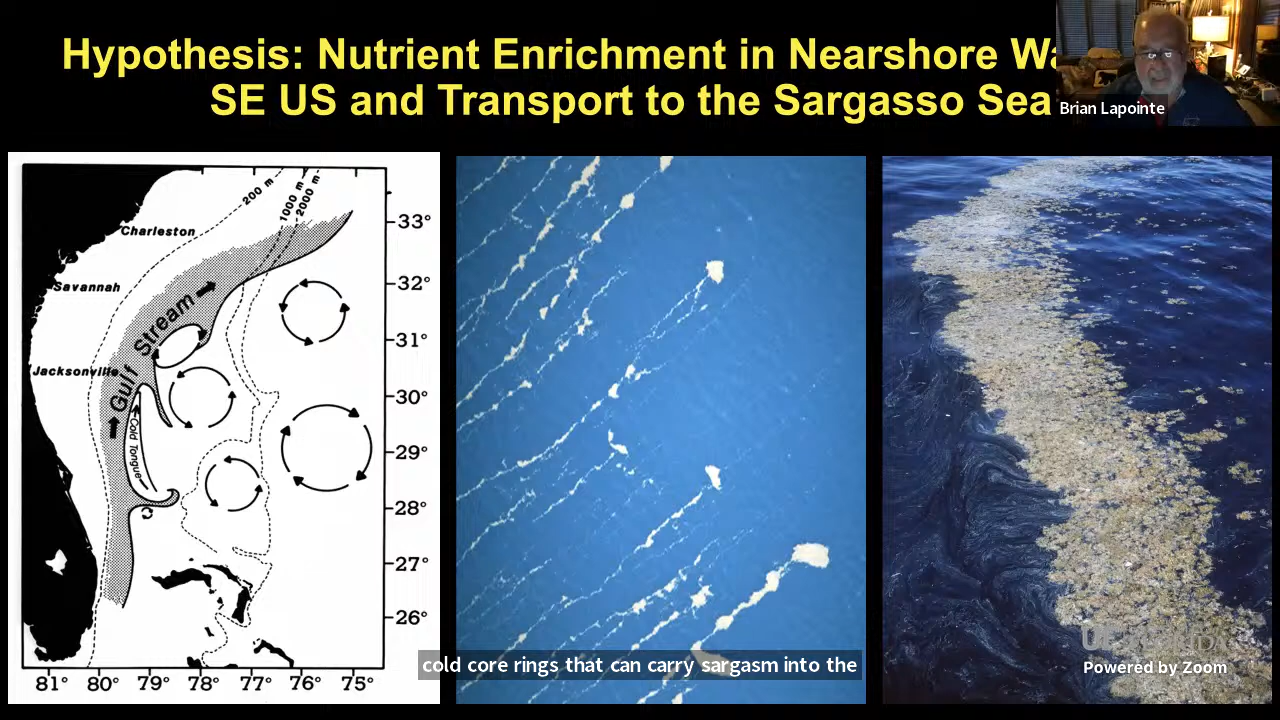 Hypothesis: Nutrient Enrichment in Nearshore
SE US and Transport to the Sargasso Sea
Brian Lapointe
200 m
1000 m
2000 m
33°
Charleston
32°
Savannah
Gulf Stream
31°
Jacksonville
30°
Cold Tongue
29°
28°
27°
26°
81° 80° 79° 78° 77° 76° 75°
cold core rings that can carry sargasm into the
Powered by Zoom